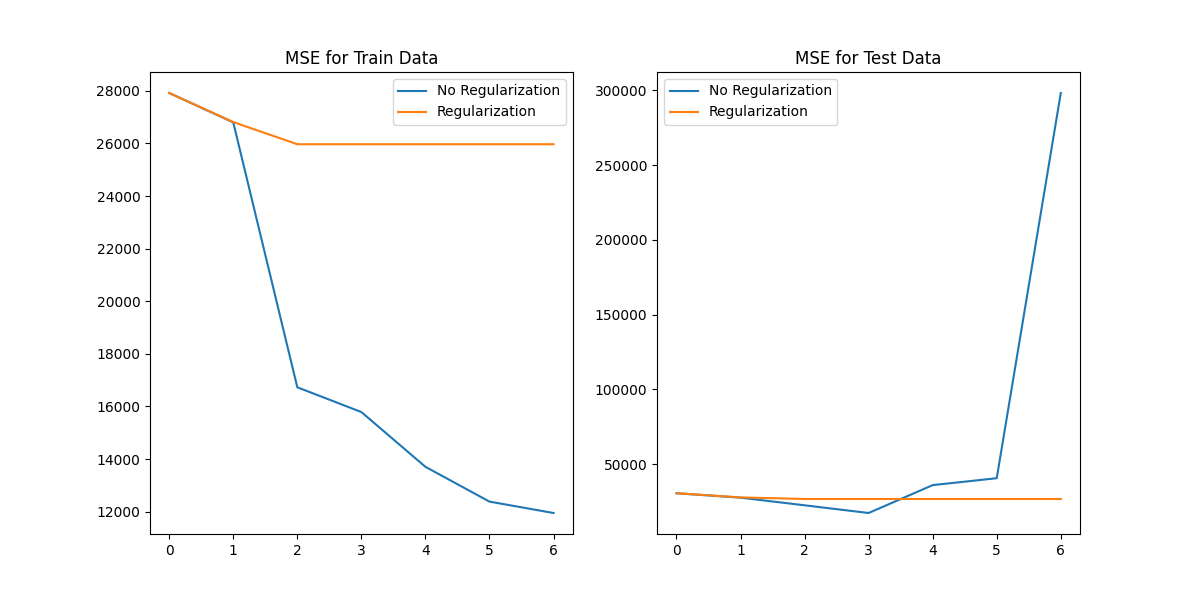 MSE for Train Data
No Regularization
Regularization
28000
26000
24000
22000
20000
18000
16000
14000
12000
0 1 2 3 4 5 6
MSE for Test Data
No Regularization
Regularization
300000
250000
200000
150000
100000
50000
0 1 2 3 4 5 6